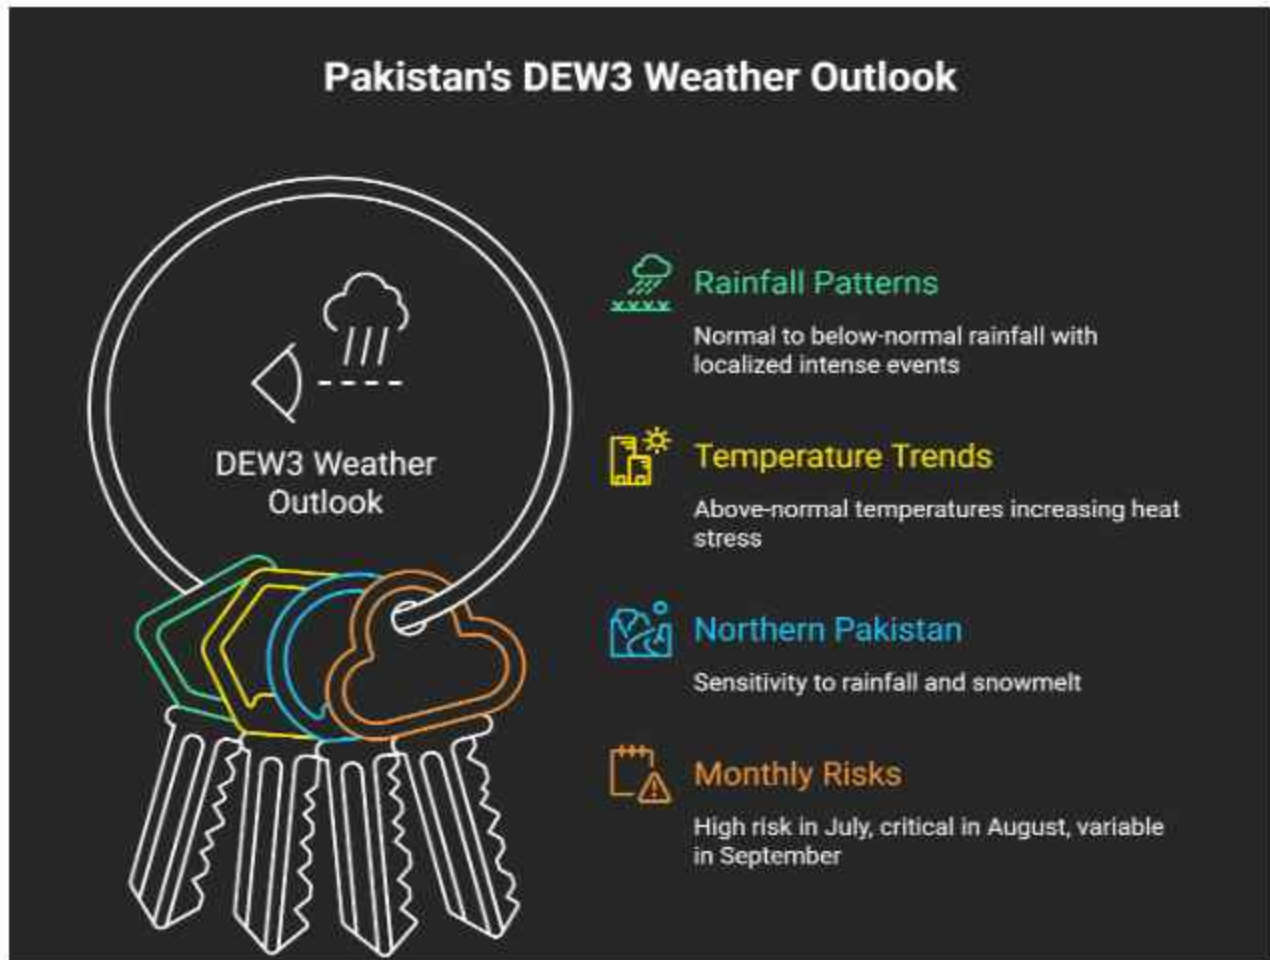 Pakistan's DEW3 Weather Outlook
DEW3 Weather
Outlook
Rainfall Patterns
Normal to below-normal rainfall with
localized intense events
Temperature Trends
Above-normal temperatures increasing heat
stress
Northern Pakistan
Sensitivity to rainfall and snowmelt
Monthly Risks
High risk in July, critical in August, variable
in September